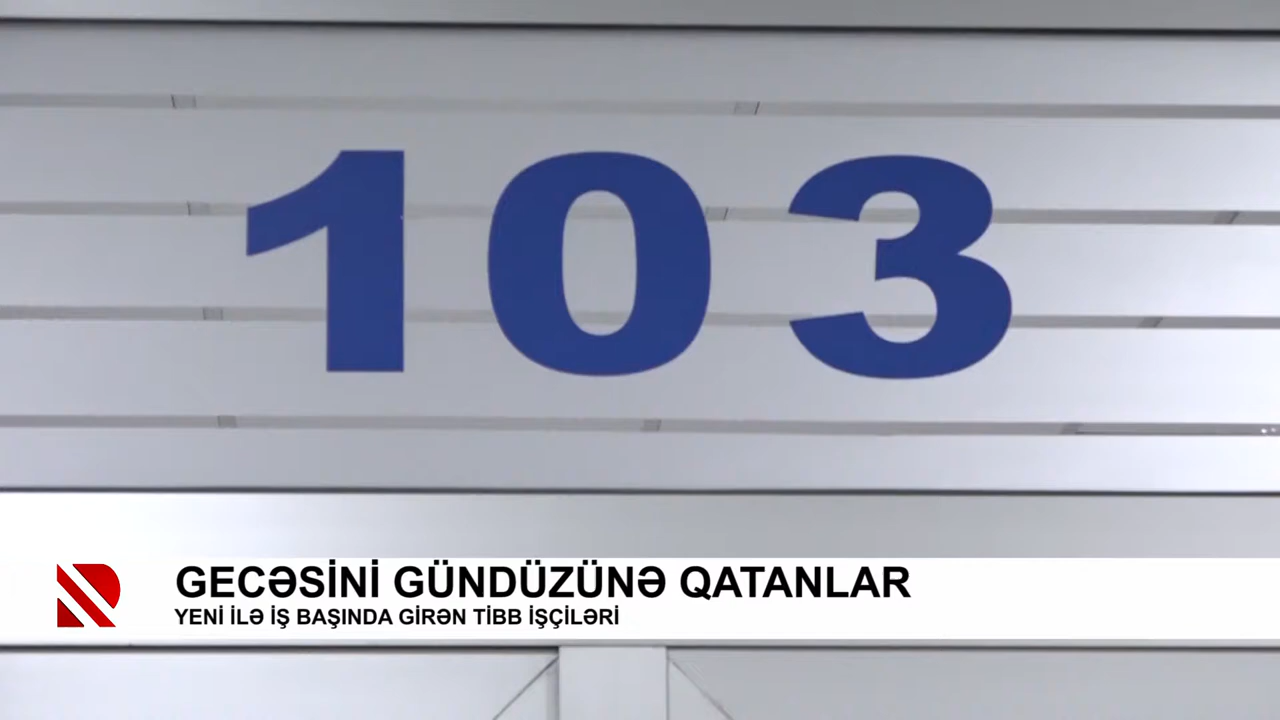 103
GECƏSİNİ GÜNDÜZÜNƏ QATANLAR
YENİ İLƏ İŞ BAŞINDA GİRƏN TİBB İŞÇİLƏRİ